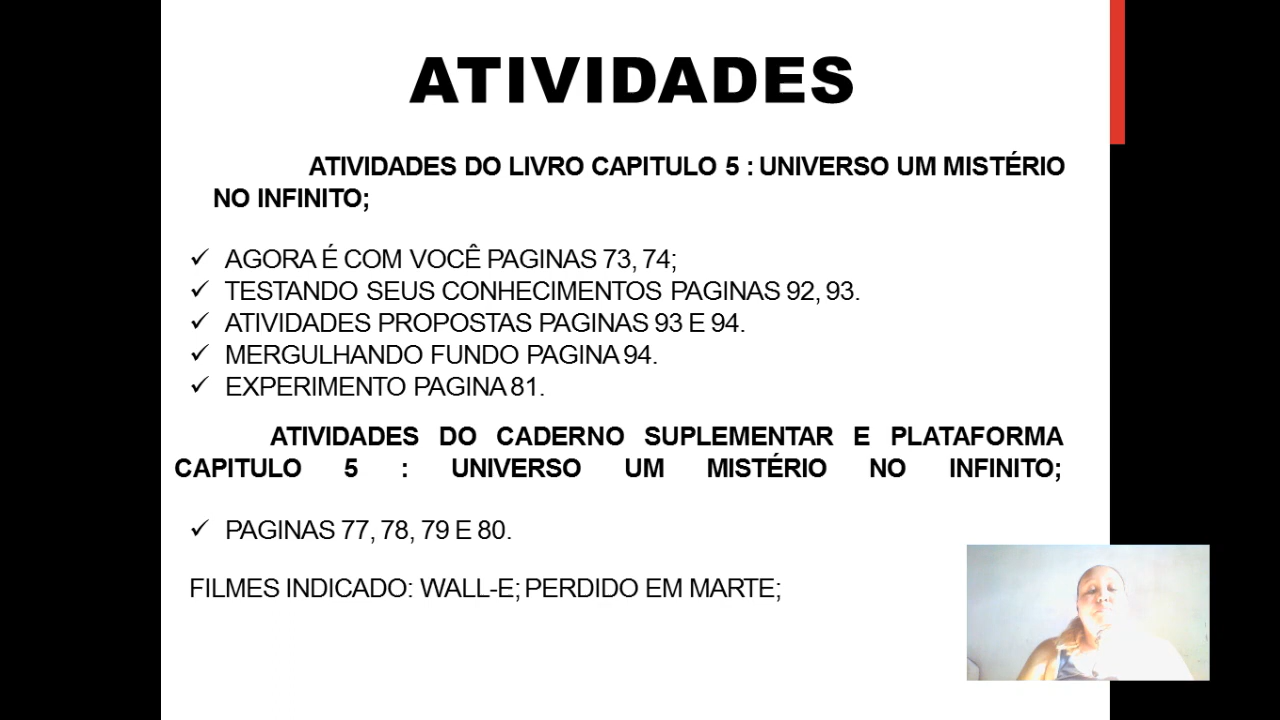 ATIVIDADES
ATIVIDADES DO LIVRO CAPITULO 5 : UNIVERSO UM MISTÉRIO
NO INFINITO;
AGORA É COM VOCÊ PAGINAS 73, 74;
TESTANDO SEUS CONHECIMENTOS PAGINAS 92, 93.
ATIVIDADES PROPOSTAS PAGINAS 93 E 94.
MERGULHANDO FUNDO PAGINA 94.
EXPERIMENTO PAGINA 81.
ATIVIDADES DO CADERNO SUPLEMENTAR E PLATAFORMA
CAPITULO 5 : UNIVERSO UM MISTÉRIO NO INFINITO;
PAGINAS 77, 78, 79 E 80.
FILMES INDICADO: WALL-E; PERDIDO EM MARTE;